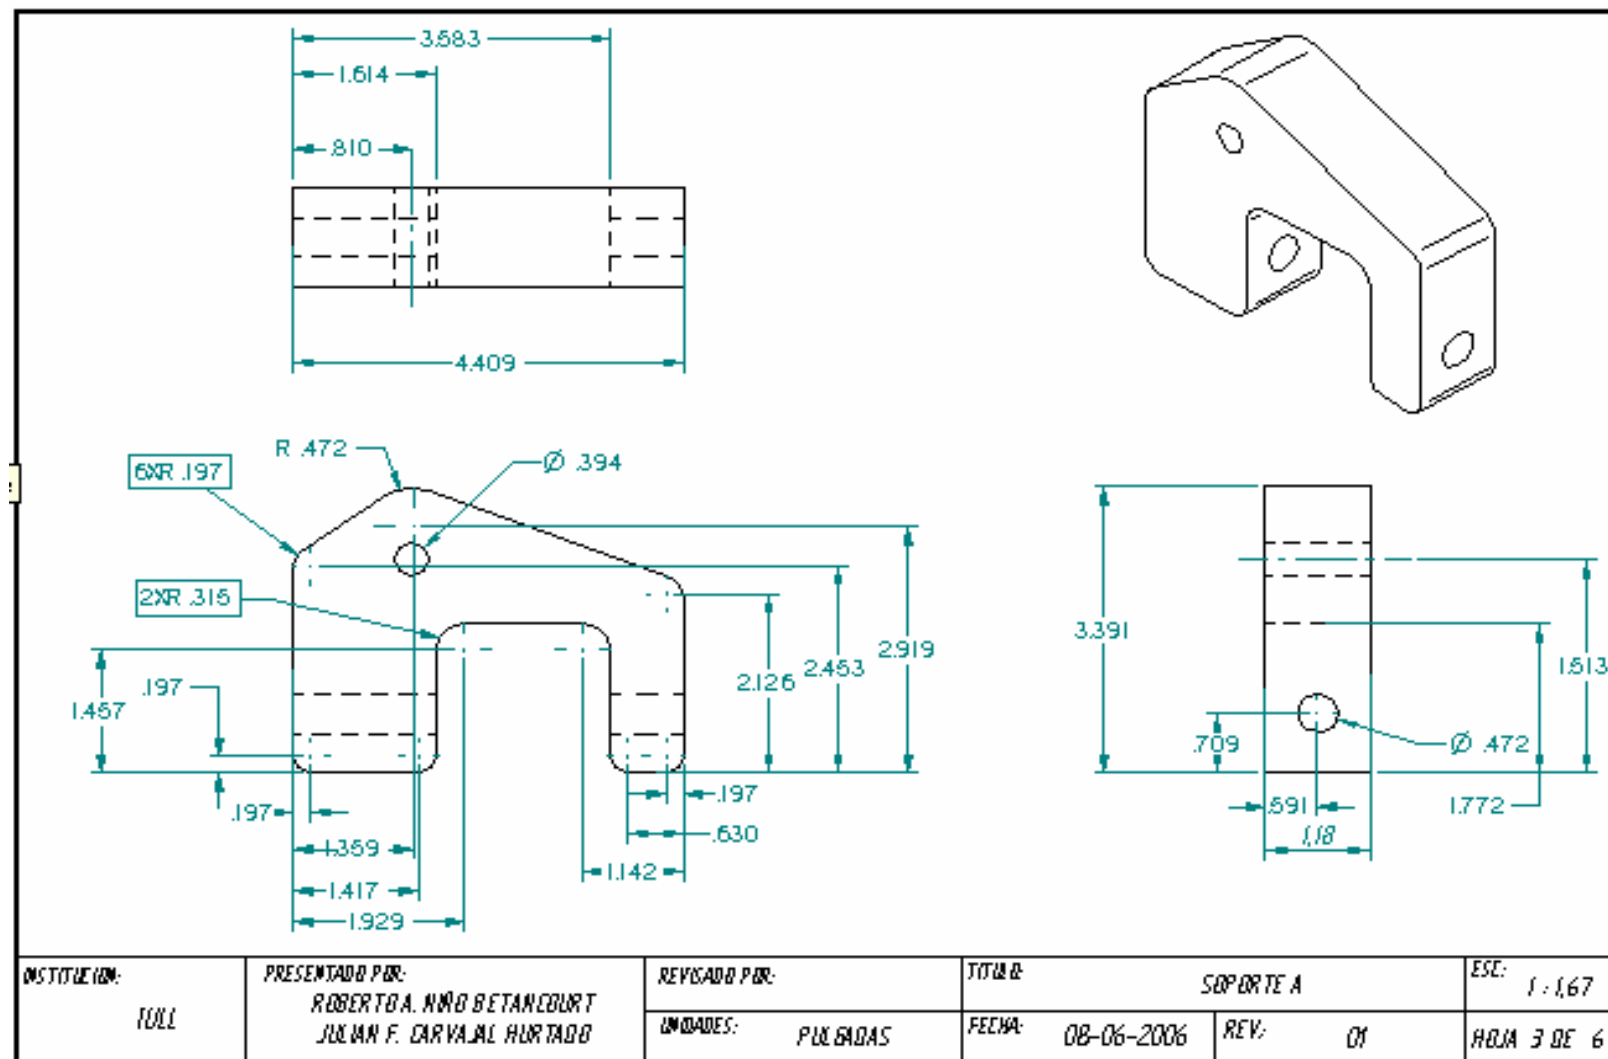 3.583
1.614
.810
4.409
R .472
Ø .394
6XR .197
2XR .315
1.457
.197
.197
1.359
1.417
1.929
2.126
2.453
2.919
.197
.630
1.142
3.391
1.513
.709
Ø .472
.591
1.772
1,18
INSTITUCION:
PRESENTADO POR:
ROBERTO A. NIÑO BETANCOURT
JULIAN F. CARVAJAL HURTADO
REVISADO POR:
UNIDADES: PULGADAS
TITULO: SOPORTE A
FECHA: 08-06-2006
REV: 01
ESC: 1:1,67
HOJA 3 DE 6